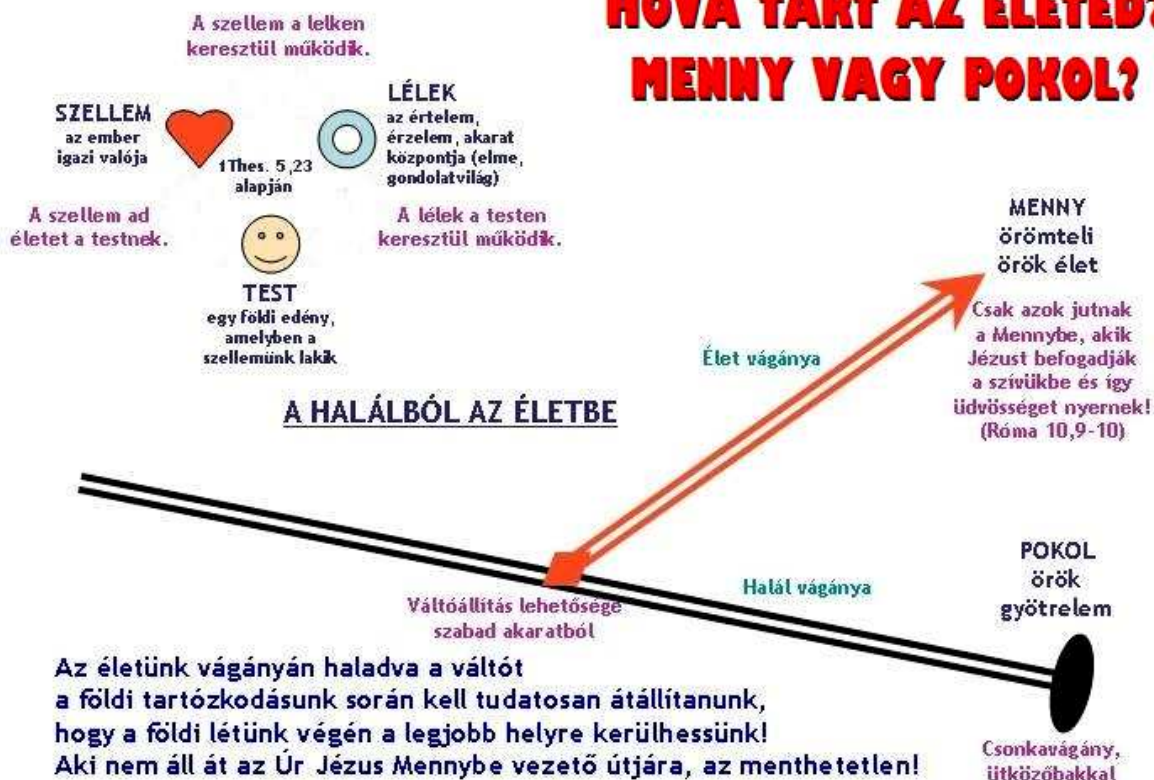 HOVÁ TART AZ ÉLETED?
MENNY VAGY POKOL?
A szellem a lelken
keresztül működik.
SZELLEM
az ember
igazi valója
LÉLEK
az értelem,
érzelem, akarat
központja (elme,
gondolatvilág)
1Thes. 5,23
alapján
A szellem ad
életet a testnek.
A lélek a testen
keresztül működik.
TEST
egy földi edény,
amelyben a
szellemünk lakik
MENNY
örömteli
örök élet
Csak azok jutnak
a Mennybe, akik
Jézust befogadják
a szívükbe és így
üdvösséget nyernek!
(Róma 10,9-10)
Élet vágánya
A HALÁLBÓL AZ ÉLETBE
POKOL
örök
gyötrelem
Halál vágánya
Váltóállítás lehetősége
szabad akaratból
Az életünk vágányán haladva a váltót
a földi tartózkodásunk során kell tudatosan átállítanunk,
hogy a földi létünk végén a legjobb helyre kerülhessünk!
Aki nem áll át az Úr Jézus Mennybe vezető útjára, az menthetetlen!
Csonkavágány,
ütközőbakkal